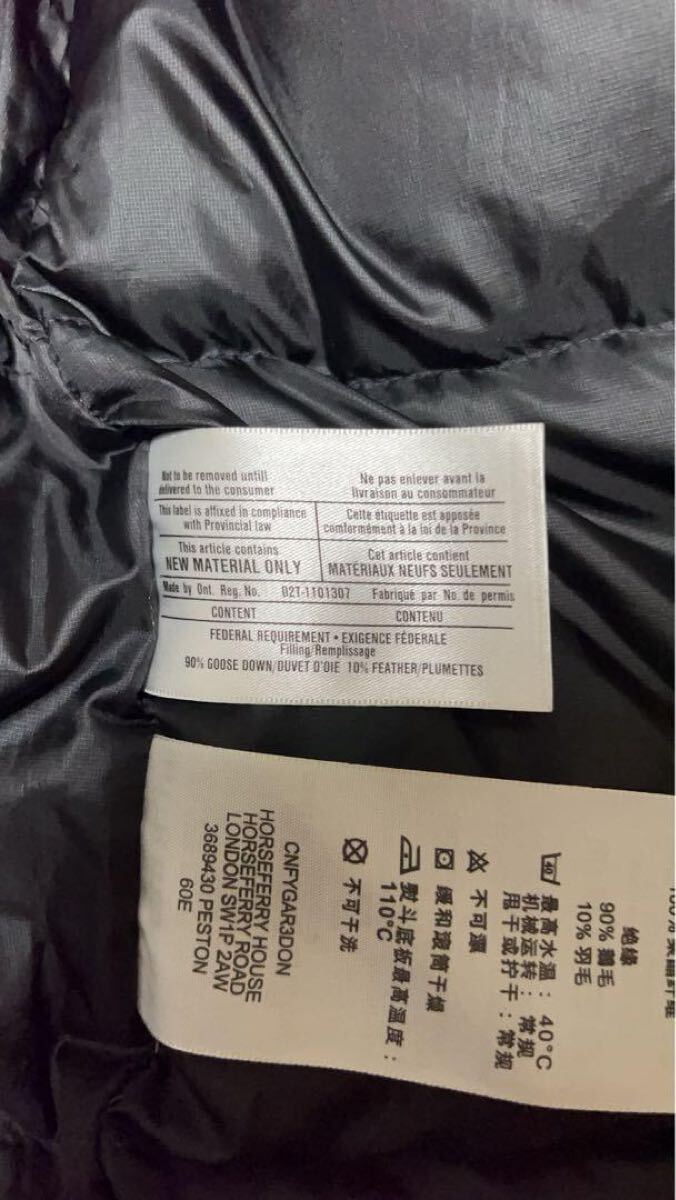 Not to be removed untill
delivered to the consumer
Ne pas enlever avant la
livraison au consommateur
This label is affixed in compliance
with Provincial law
Cette étiquette est apposée
comformément à la loi de la Province
This article contains
NEW MATERIAL ONLY
Cet article contient
MATERIAUX NEUFS SEULEMENT
Made by Ont. Reg. No. 02T-1101307 Fabriqué par No. de permis
CONTENT CONTENU
FEDERAL REQUIREMENT • EXIGENCE FÉDERALE
Filling/Remplissage
90% GOOSE DOWN/DUVET D'OIE 10% FEATHER/PLUMETTES
绝缘
90% 鵝毛
10% 羽毛
40
最高水温: 40°C
机械运转: 常规
甩干或拧干: 常规
不可漂
缓和滚筒干燥
熨斗底板最高温度:
110°C
不可干洗
CNFYGAR3DON
HORSEFERRY HOUSE
HORSEFERRY ROAD
LONDON SW1P 2AW
3689430 PESTON
60E